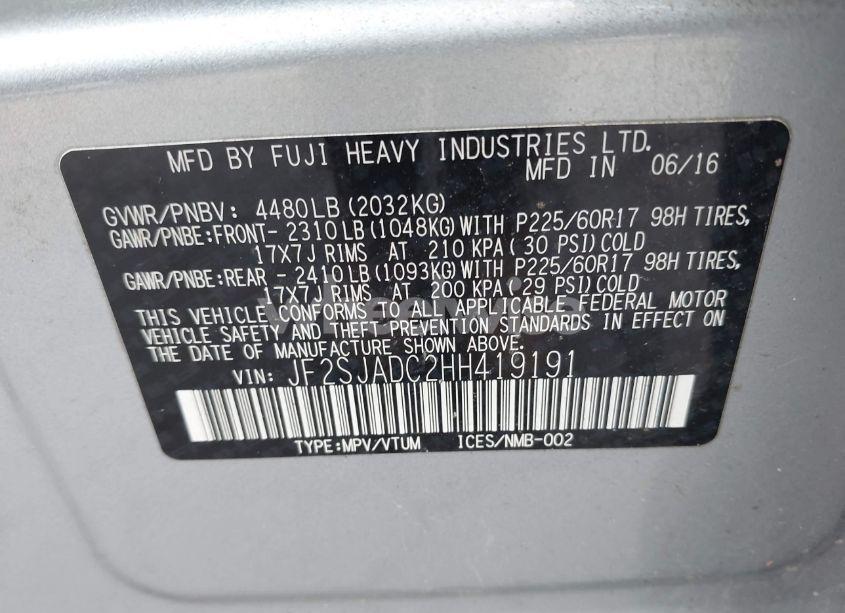 MFD BY FUJI HEAVY INDUSTRIES LTD.
MFD IN 06/16
GVWR/PNBV: 4480LB (2032KG)
GAWR/PNBE:FRONT- 2310LB (1048KG) WITH P225/60R17 98H TIRES,
17X7J RIMS AT 210 KPA (30 PSI) COLD
GAWR/PNBE:REAR - 2410LB (1093KG) WITH P225/60R17 98H TIRES,
17X7J RIMS AT 200 KPA (29 PSI) COLD
THIS VEHICLE CONFORMS TO ALL APPLICABLE FEDERAL MOTOR
VEHICLE SAFETY AND THEFT PREVENTION STANDARDS IN EFFECT ON
THE DATE OF MANUFACTURE SHOWN ABOVE.
VIN: JF2SJADC2HH419191
TYPE:MPV/VTUM ICES/NMB-002